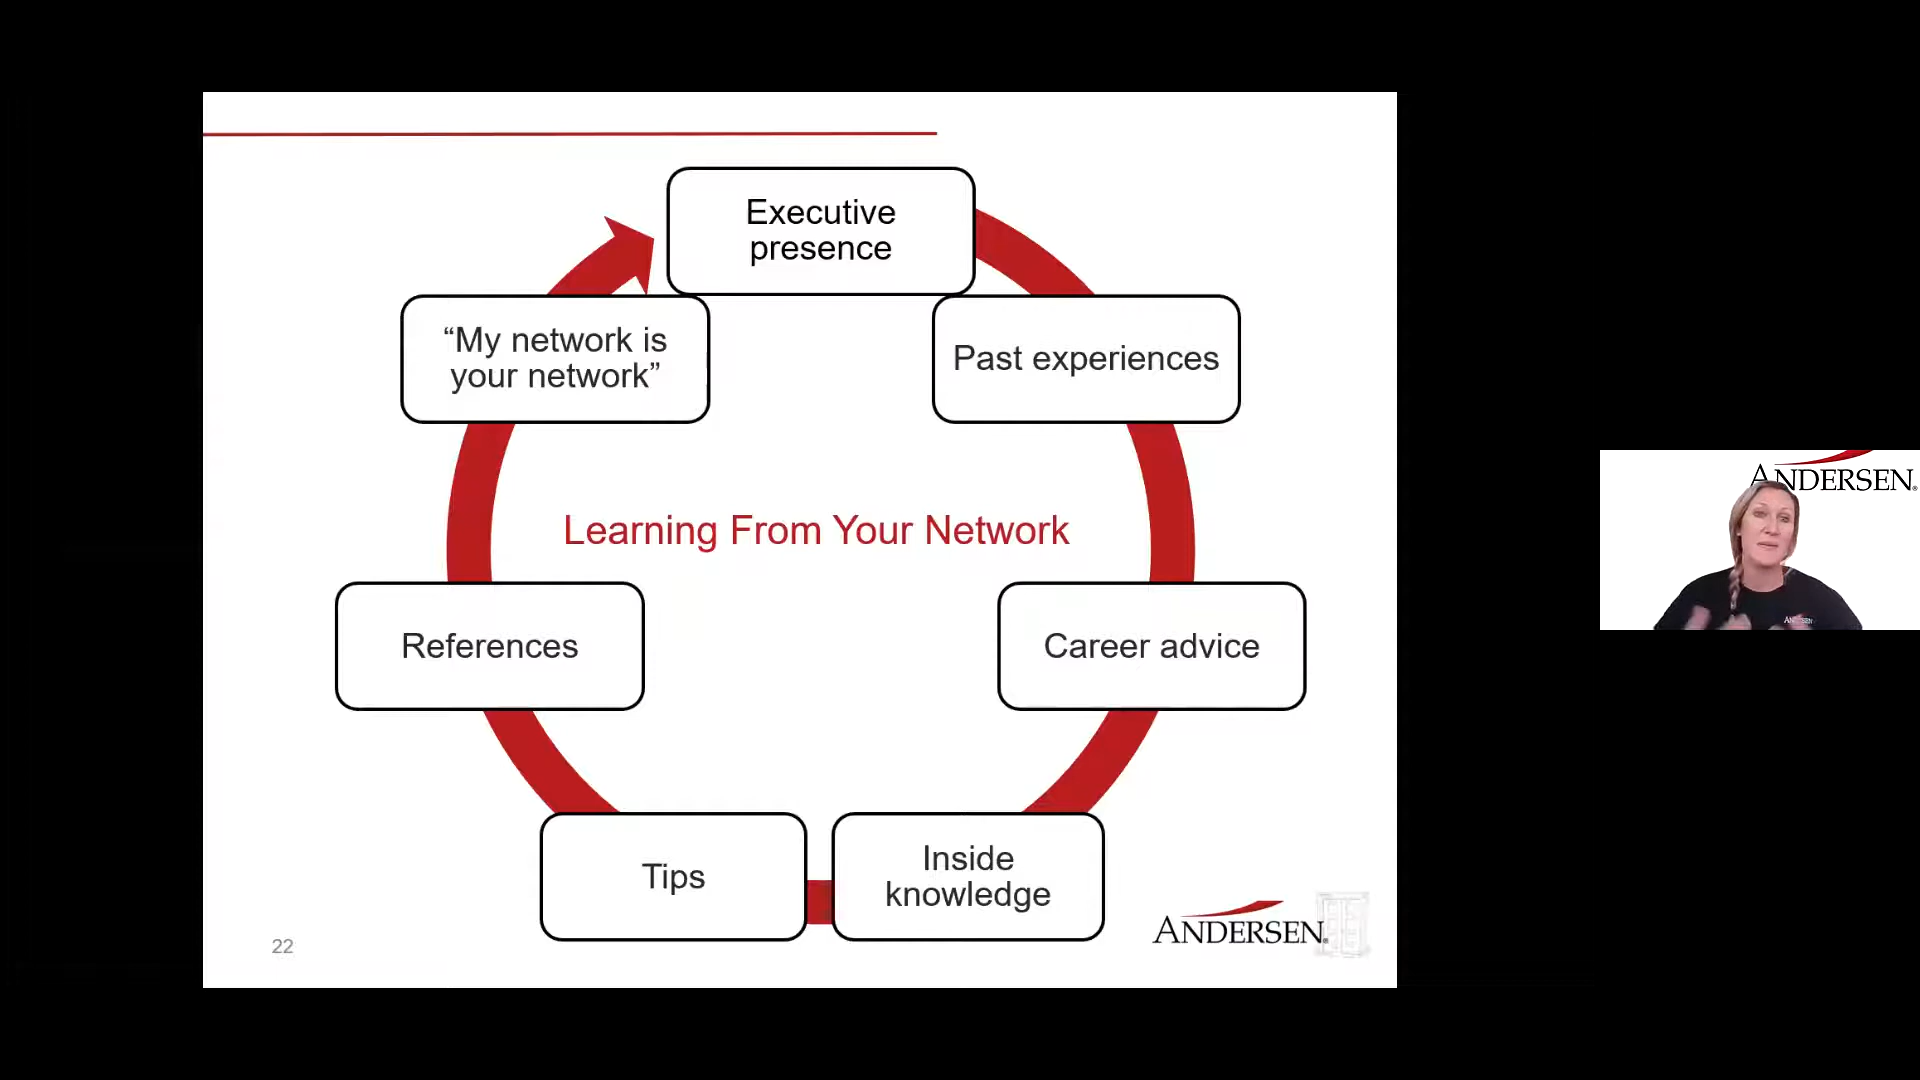 Executive
presence
“My network is
your network”
Past experiences
Learning From Your Network
References
Career advice
Tips
Inside
knowledge
22
ANDERSEN®
ANDERSEN®
ANDERSEN